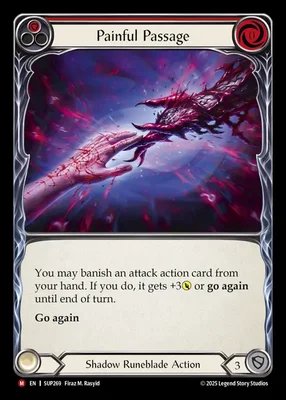 Painful Passage
You may banish an attack action card from
your hand. If you do, it gets +3 or go again
until end of turn.
Go again
Shadow Runeblade Action
3
M EN | SUP269 Firaz M. Rasyid
© 2025 Legend Story Studios